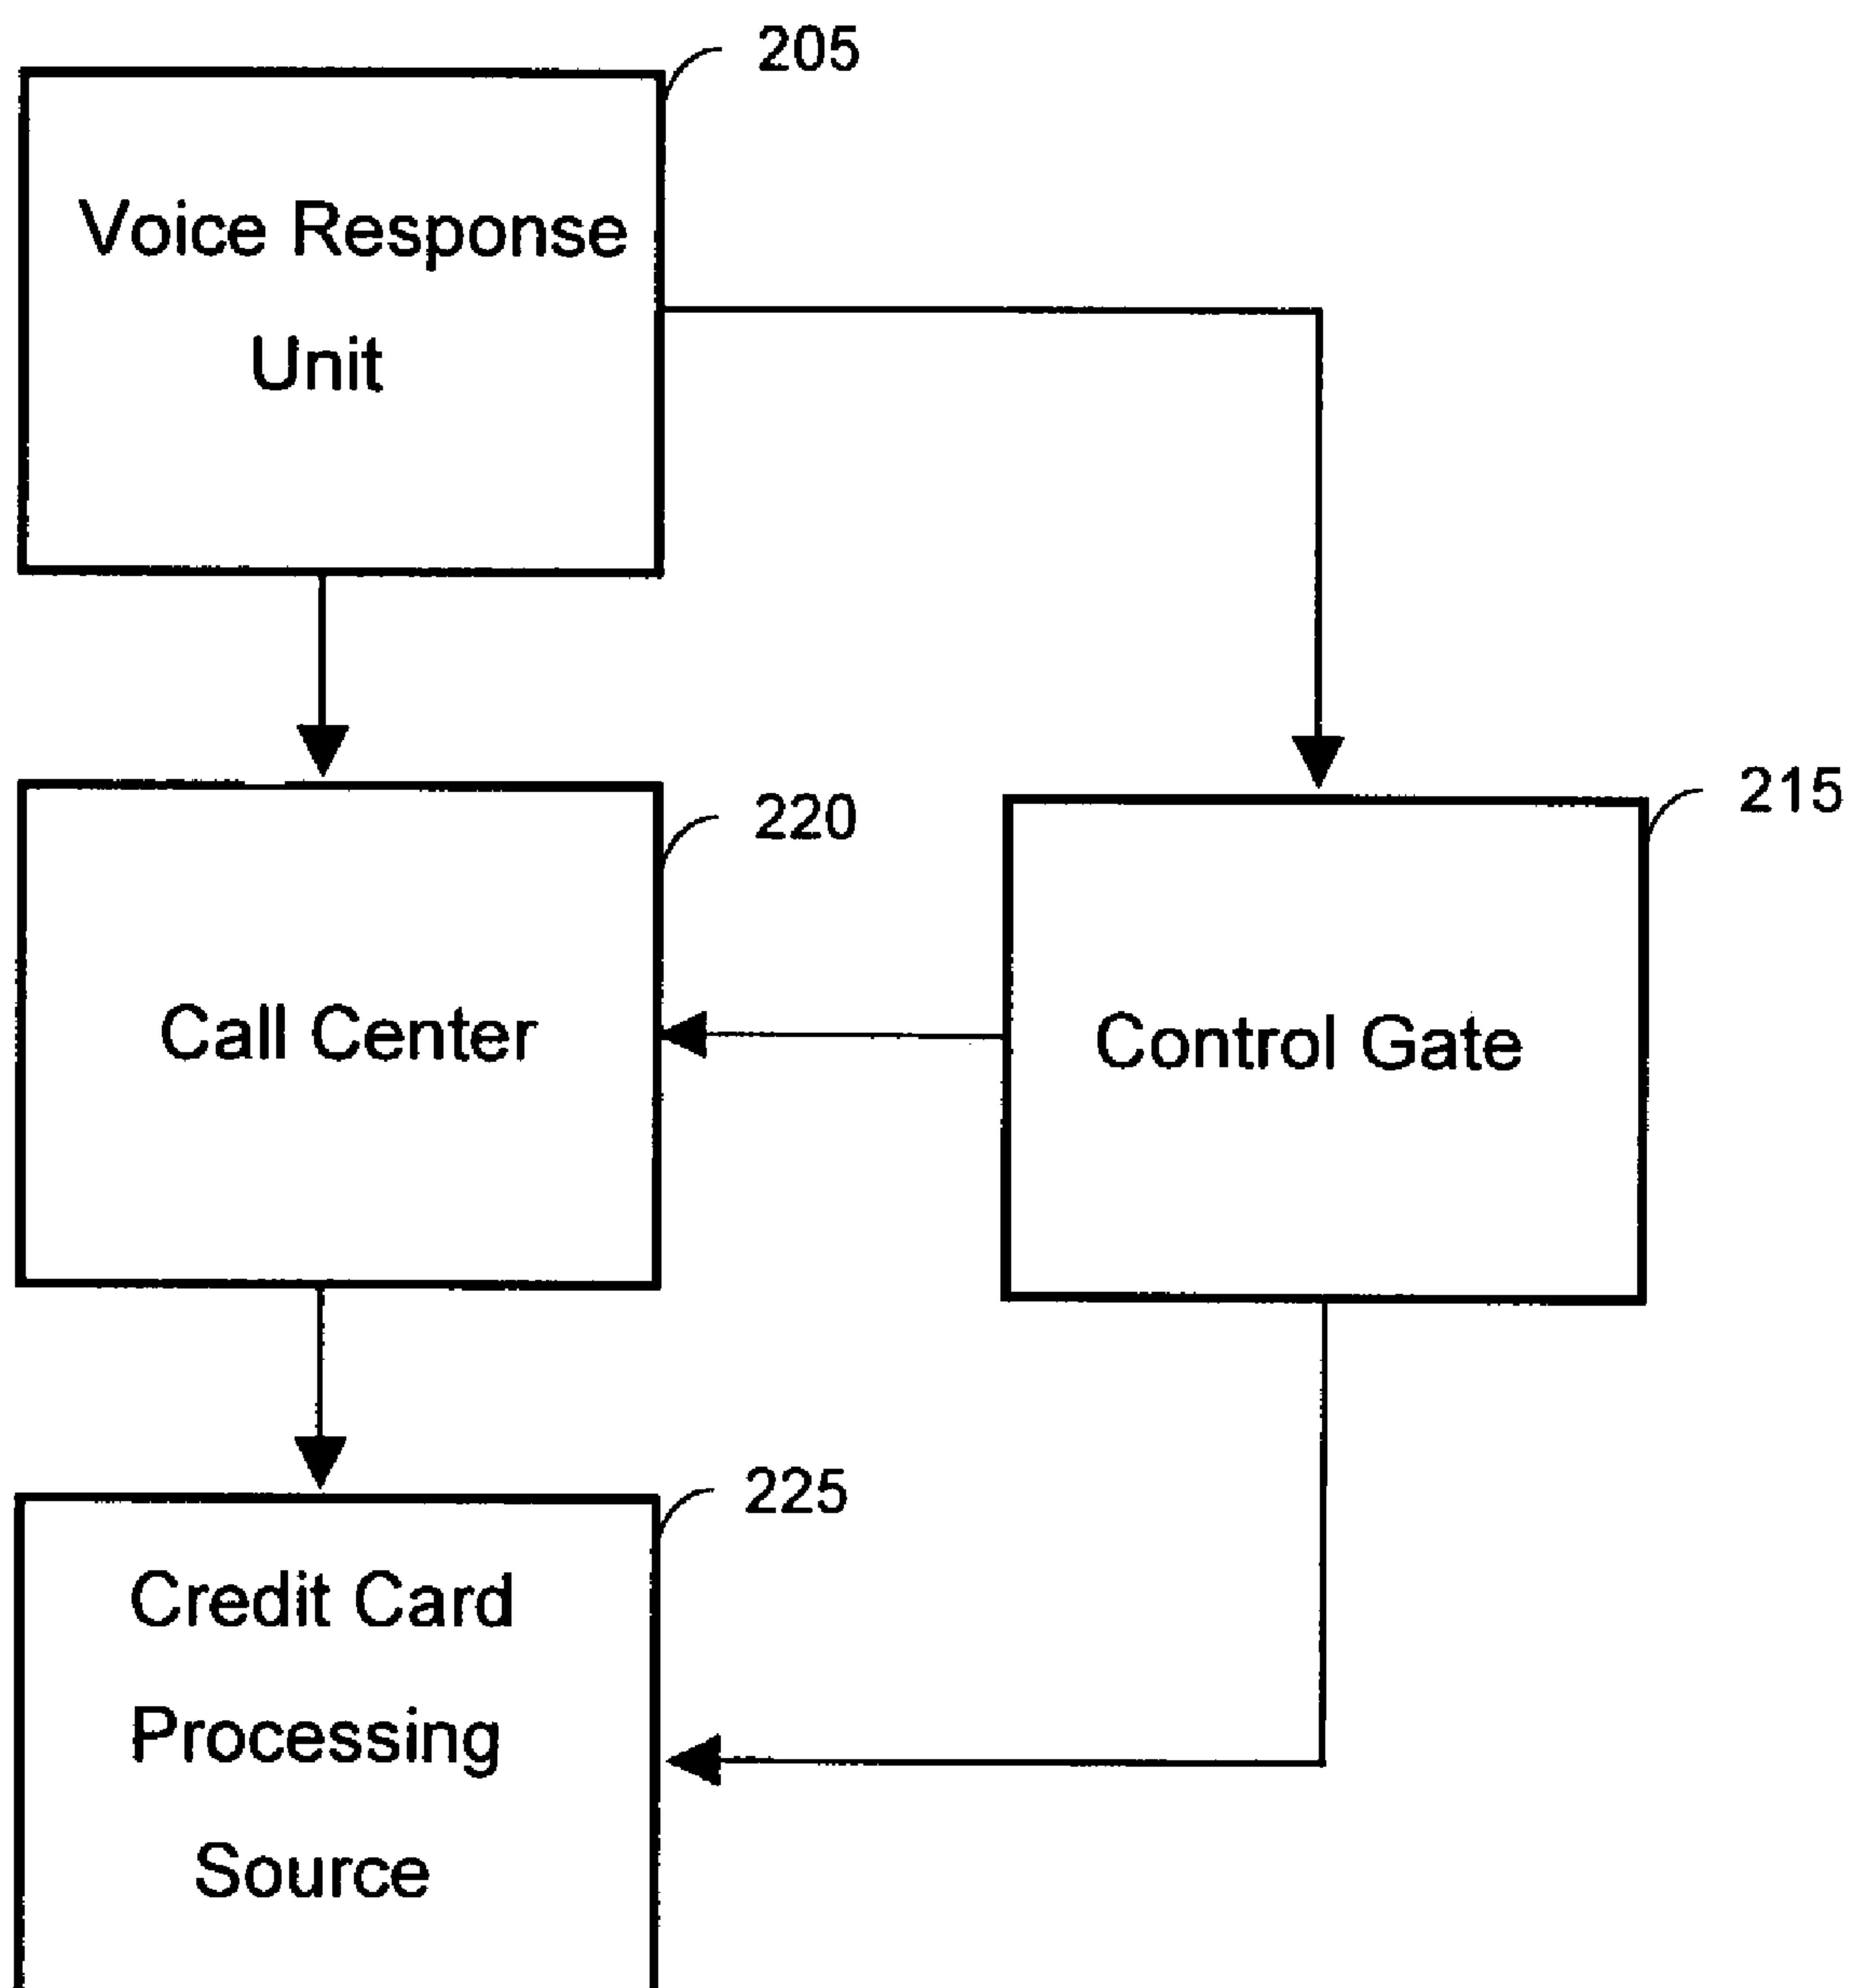 205
Voice Response
Unit
220
215
Call Center
Control Gate
225
Credit Card
Processing
Source